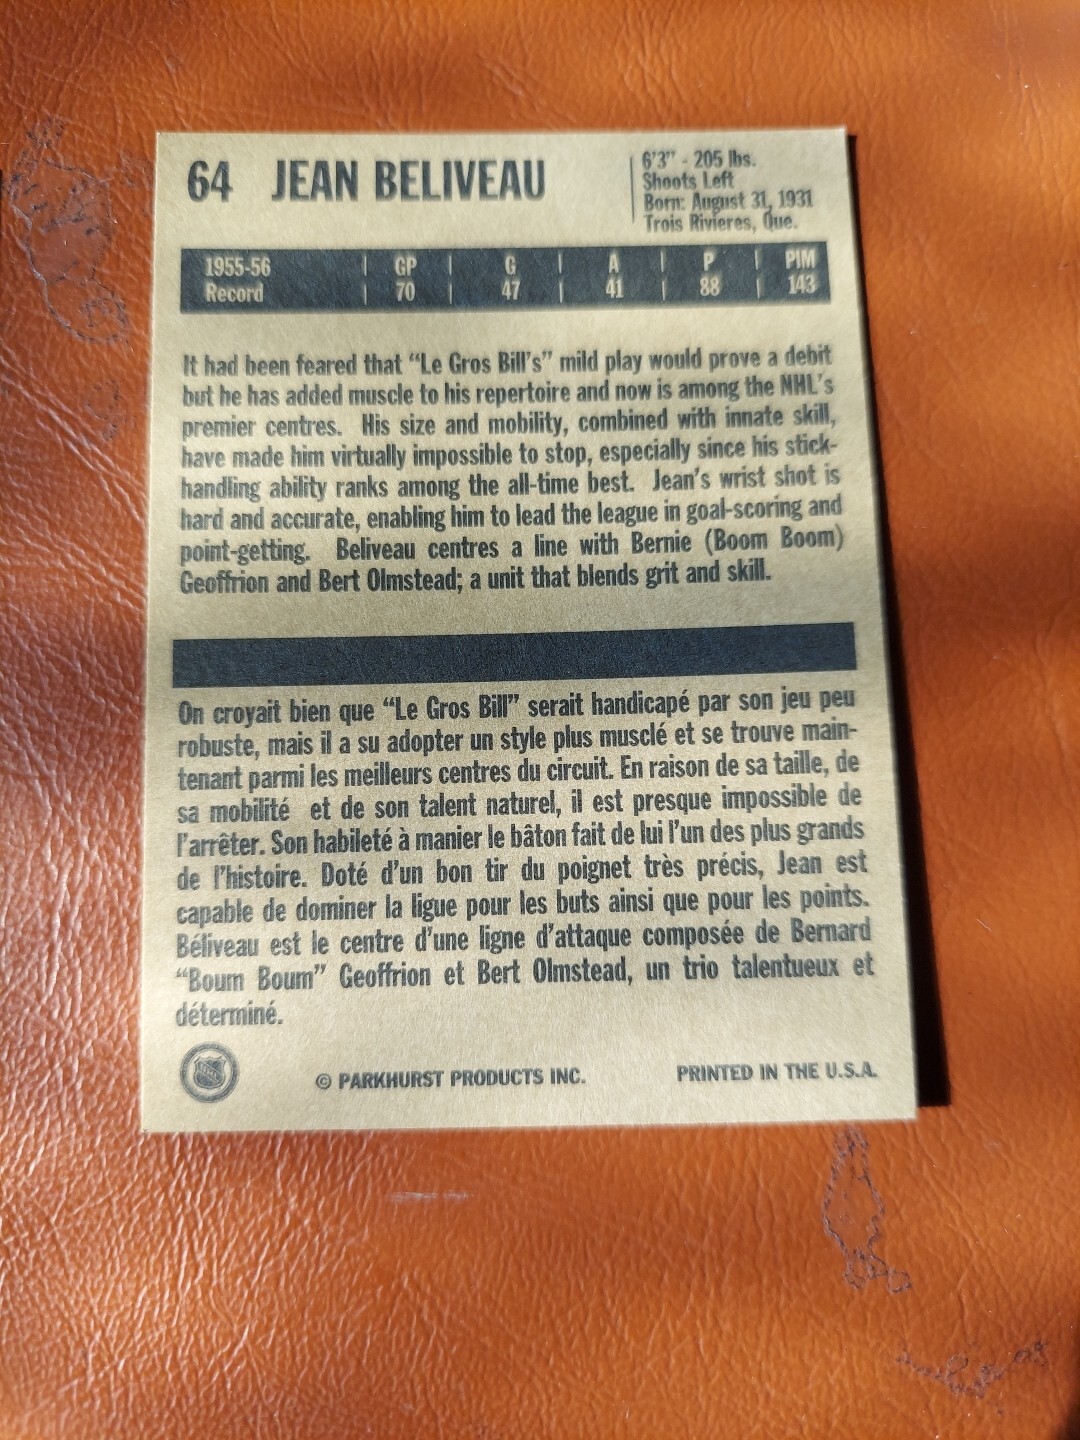 64 JEAN BELIVEAU
6'3" - 205 lbs.
Shoots Left
Born: August 31, 1931
Trois Rivieres, Que.
1955-56 | GP | G | A | P | PIM
Record | 70 | 47 | 41 | 88 | 143
It had been feared that “Le Gros Bill's” mild play would prove a debit
but he has added muscle to his repertoire and now is among the NHL's
premier centres. His size and mobility, combined with innate skill,
have made him virtually impossible to stop, especially since his stick-
handling ability ranks among the all-time best. Jean's wrist shot is
hard and accurate, enabling him to lead the league in goal-scoring and
point-getting. Beliveau centres a line with Bernie (Boom Boom)
Geoffrion and Bert Olmstead; a unit that blends grit and skill.
On croyait bien que “Le Gros Bill” serait handicapé par son jeu peu
robuste, mais il a su adopter un style plus musclé et se trouve main-
tenant parmi les meilleurs centres du circuit. En raison de sa taille, de
sa mobilité et de son talent naturel, il est presque impossible de
l'arrêter. Son habileté à manier le bâton fait de lui l'un des plus grands
de l'histoire. Doté d'un bon tir du poignet très précis, Jean est
capable de dominer la ligue pour les buts ainsi que pour les points.
Béliveau est le centre d'une ligne d'attaque composée de Bernard
“Boum Boum” Geoffrion et Bert Olmstead, un trio talentueux et
déterminé.
© PARKHURST PRODUCTS INC. PRINTED IN THE U.S.A.